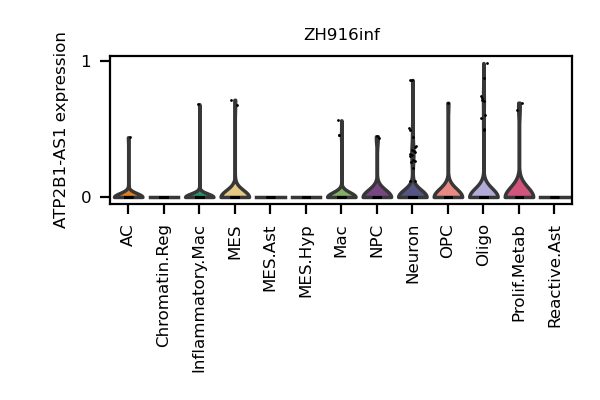 ZH916inf
ATP2B1-AS1 expression
1
0
AC
Chromatin.Reg
Inflammatory.Mac
MES
MES.Ast
MES.Hyp
Mac
NPC
Neuron
OPC
Oligo
Prolif.Metab
Reactive.Ast